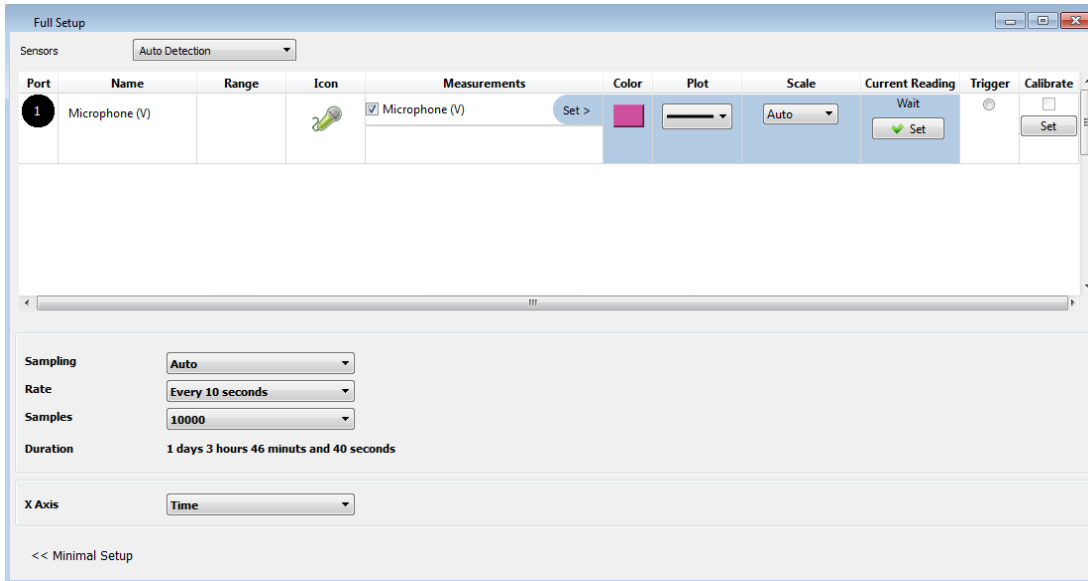 Full Setup
Sensors Auto Detection
Port Name Range Icon Measurements Color Plot Scale Current Reading Trigger Calibrate
1 Microphone (V) Microphone (V) Set > Auto Wait
Set Set
Sampling Auto
Rate Every 10 seconds
Samples 10000
Duration 1 days 3 hours 46 minuts and 40 seconds
X Axis Time
<< Minimal Setup